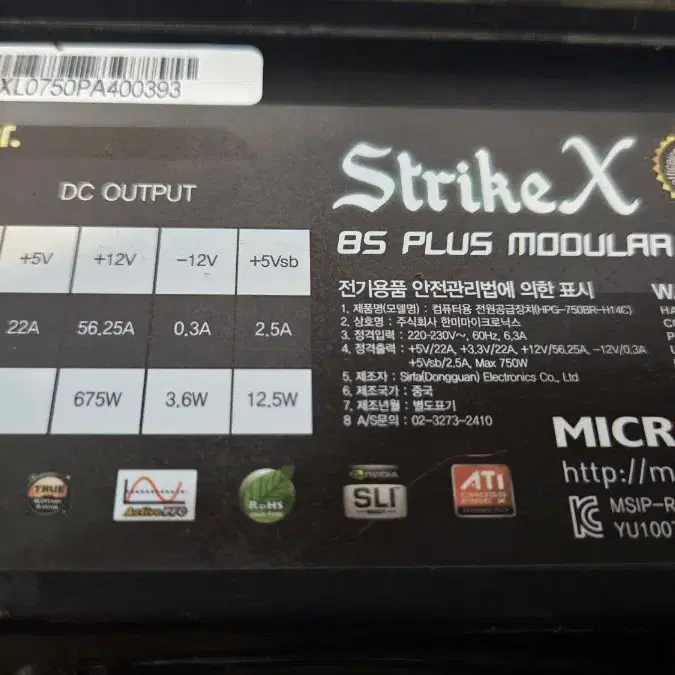 XL0750PA400393
r.
DC OUTPUT
+5V +12V -12V +5Vsb
22A 56.25A 0.3A 2.5A
675W 3.6W 12.5W
StrikeX
85 PLUS MODULAR
전기용품 안전관리법에 의한 표시
1. 제품명(모델명) : 컴퓨터용 전원공급장치(HPG-750BR-H14C)
2. 상호명 : 주식회사 한미마이크로닉스
3. 정격입력 : 220-230V~, 60Hz, 6.3A
4. 정격출력 : +5V/22A, +3.3V/22A, +12V/56.25A, -12V/0.3A
+5Vsb/2.5A, Max 750W
5. 제조자 : Sirfa(Dongguan) Electronics Co., Ltd
6. 제조국가 : 중국
7. 제조년월 : 별도표기
8 A/S문의 : 02-3273-2410
MICR
http://m
MSIP-R
YU100
TRUE
Active PFC
RoHS
NVIDIA
SLI
ATI
CROSS
FIRE X